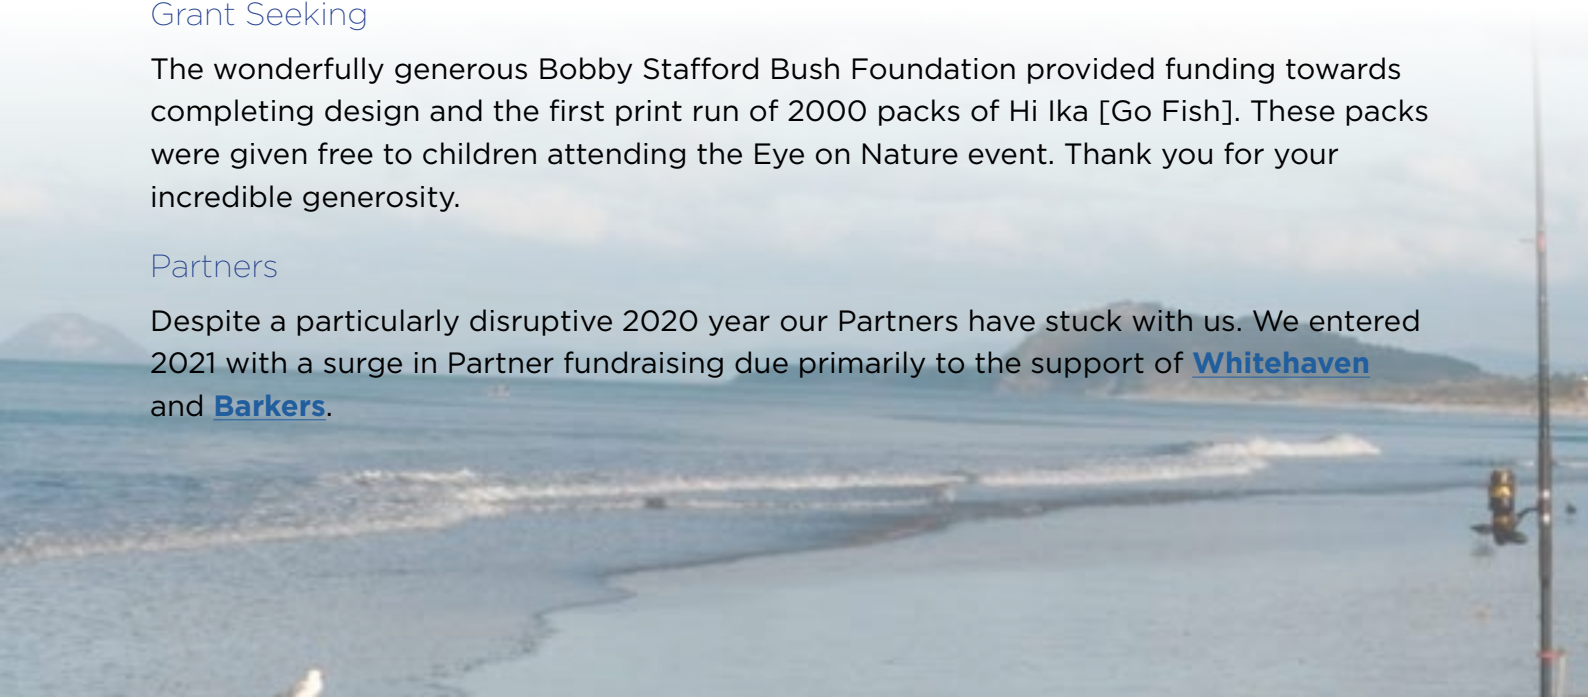 Grant Seeking
The wonderfully generous Bobby Stafford Bush Foundation provided funding towards
completing design and the first print run of 2000 packs of Hi Ika [Go Fish]. These packs
were given free to children attending the Eye on Nature event. Thank you for your
incredible generosity.
Partners
Despite a particularly disruptive 2020 year our Partners have stuck with us. We entered
2021 with a surge in Partner fundraising due primarily to the support of Whitehaven
and Barkers.